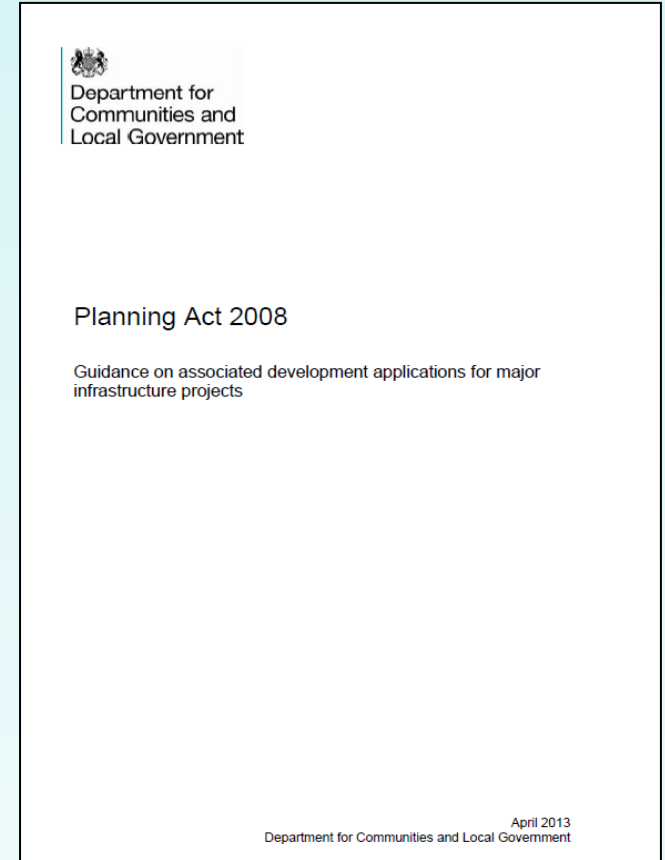 Department for
Communities and
Local Government
Planning Act 2008
Guidance on associated development applications for major
infrastructure projects
April 2013
Department for Communities and Local Government